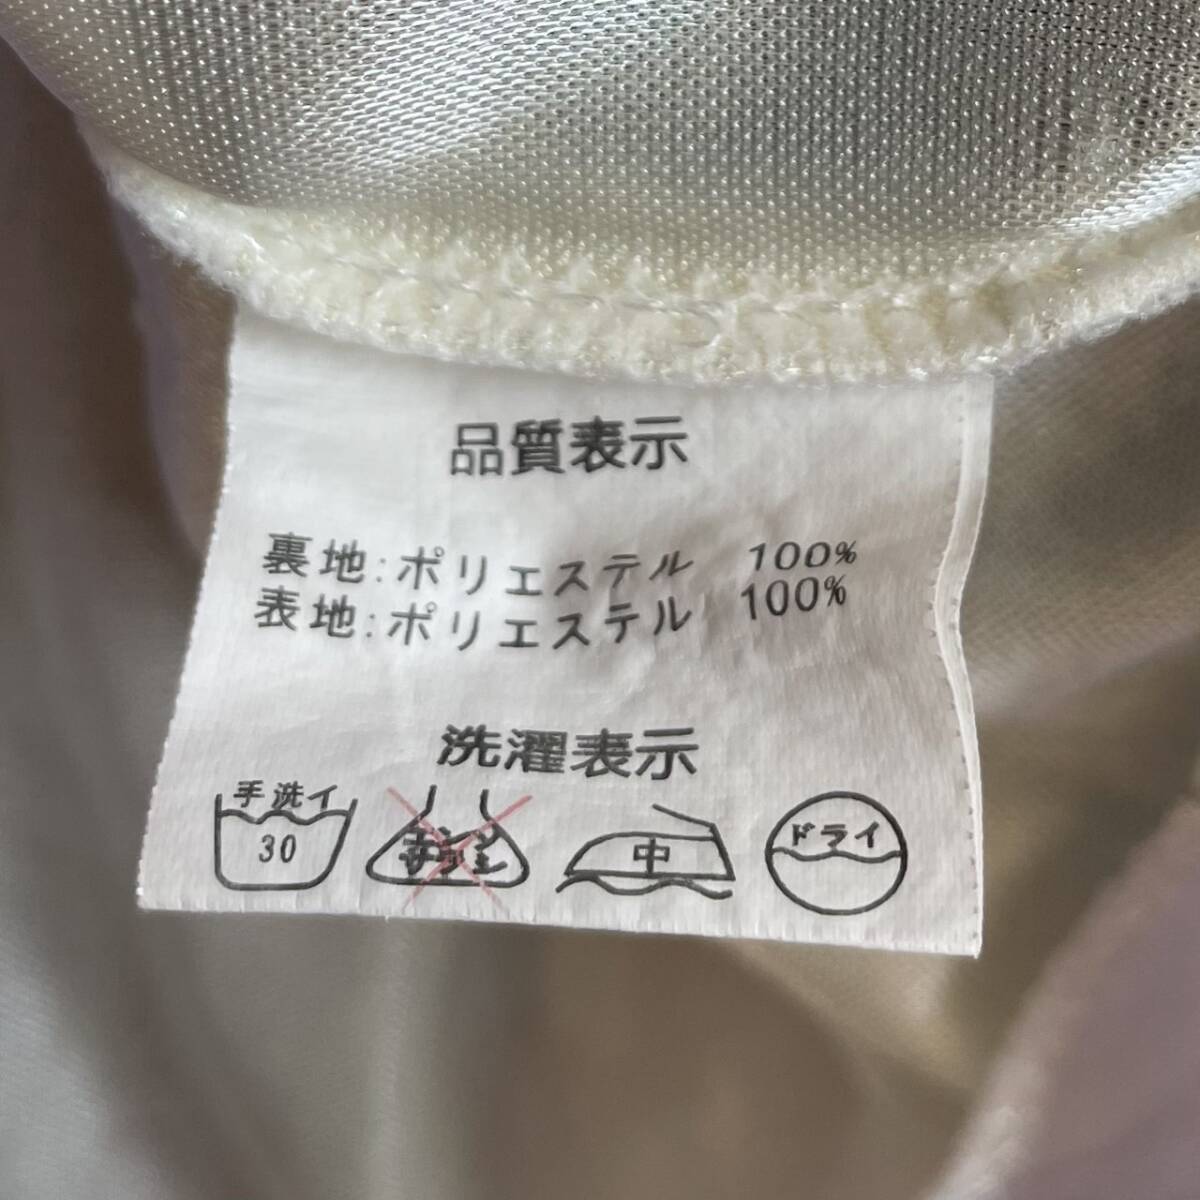 品質表示
裏地:ポリエステル 100%
表地:ポリエステル 100%
洗濯表示
手洗イ 30 中 ドライ